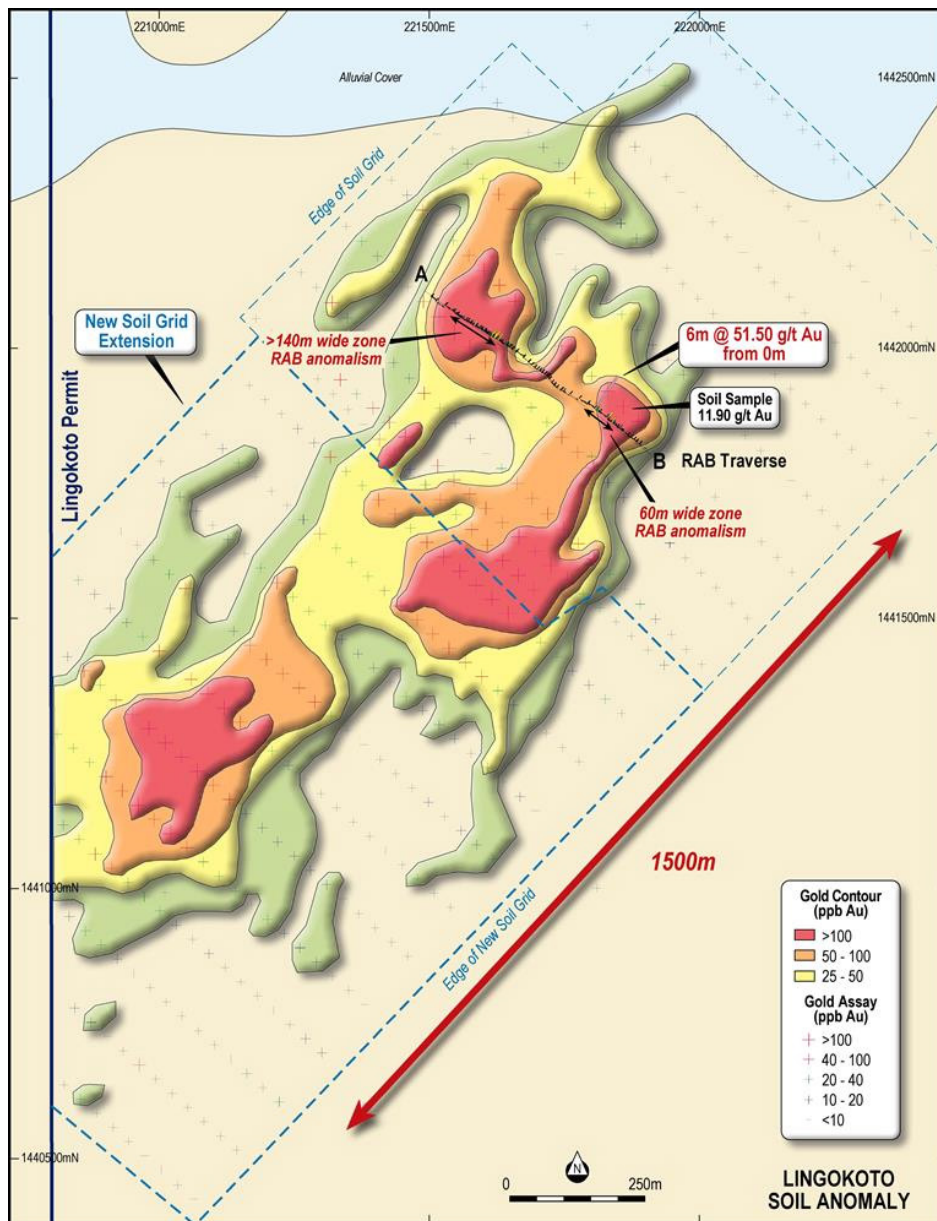 221000mE
221500mE
222000mE
Alluvial Cover
1442500mN
Edge of Soil Grid
A
New Soil Grid
Extension
>140m wide zone
RAB anomalism
6m @ 51.50 g/t Au
from 0m
1442000mN
Soil Sample
11.90 g/t Au
Lingokoto Permit
B
RAB Traverse
60m wide zone
RAB anomalism
1441500mN
1500m
1441000mN
Edge of New Soil Grid
Gold Contour
(ppb Au)
>100
50 - 100
25 - 50
Gold Assay
(ppb Au)
>100
40 - 100
20 - 40
10 - 20
<10
1440500mN
N
0
250m
LINGOKOTO
SOIL ANOMALY